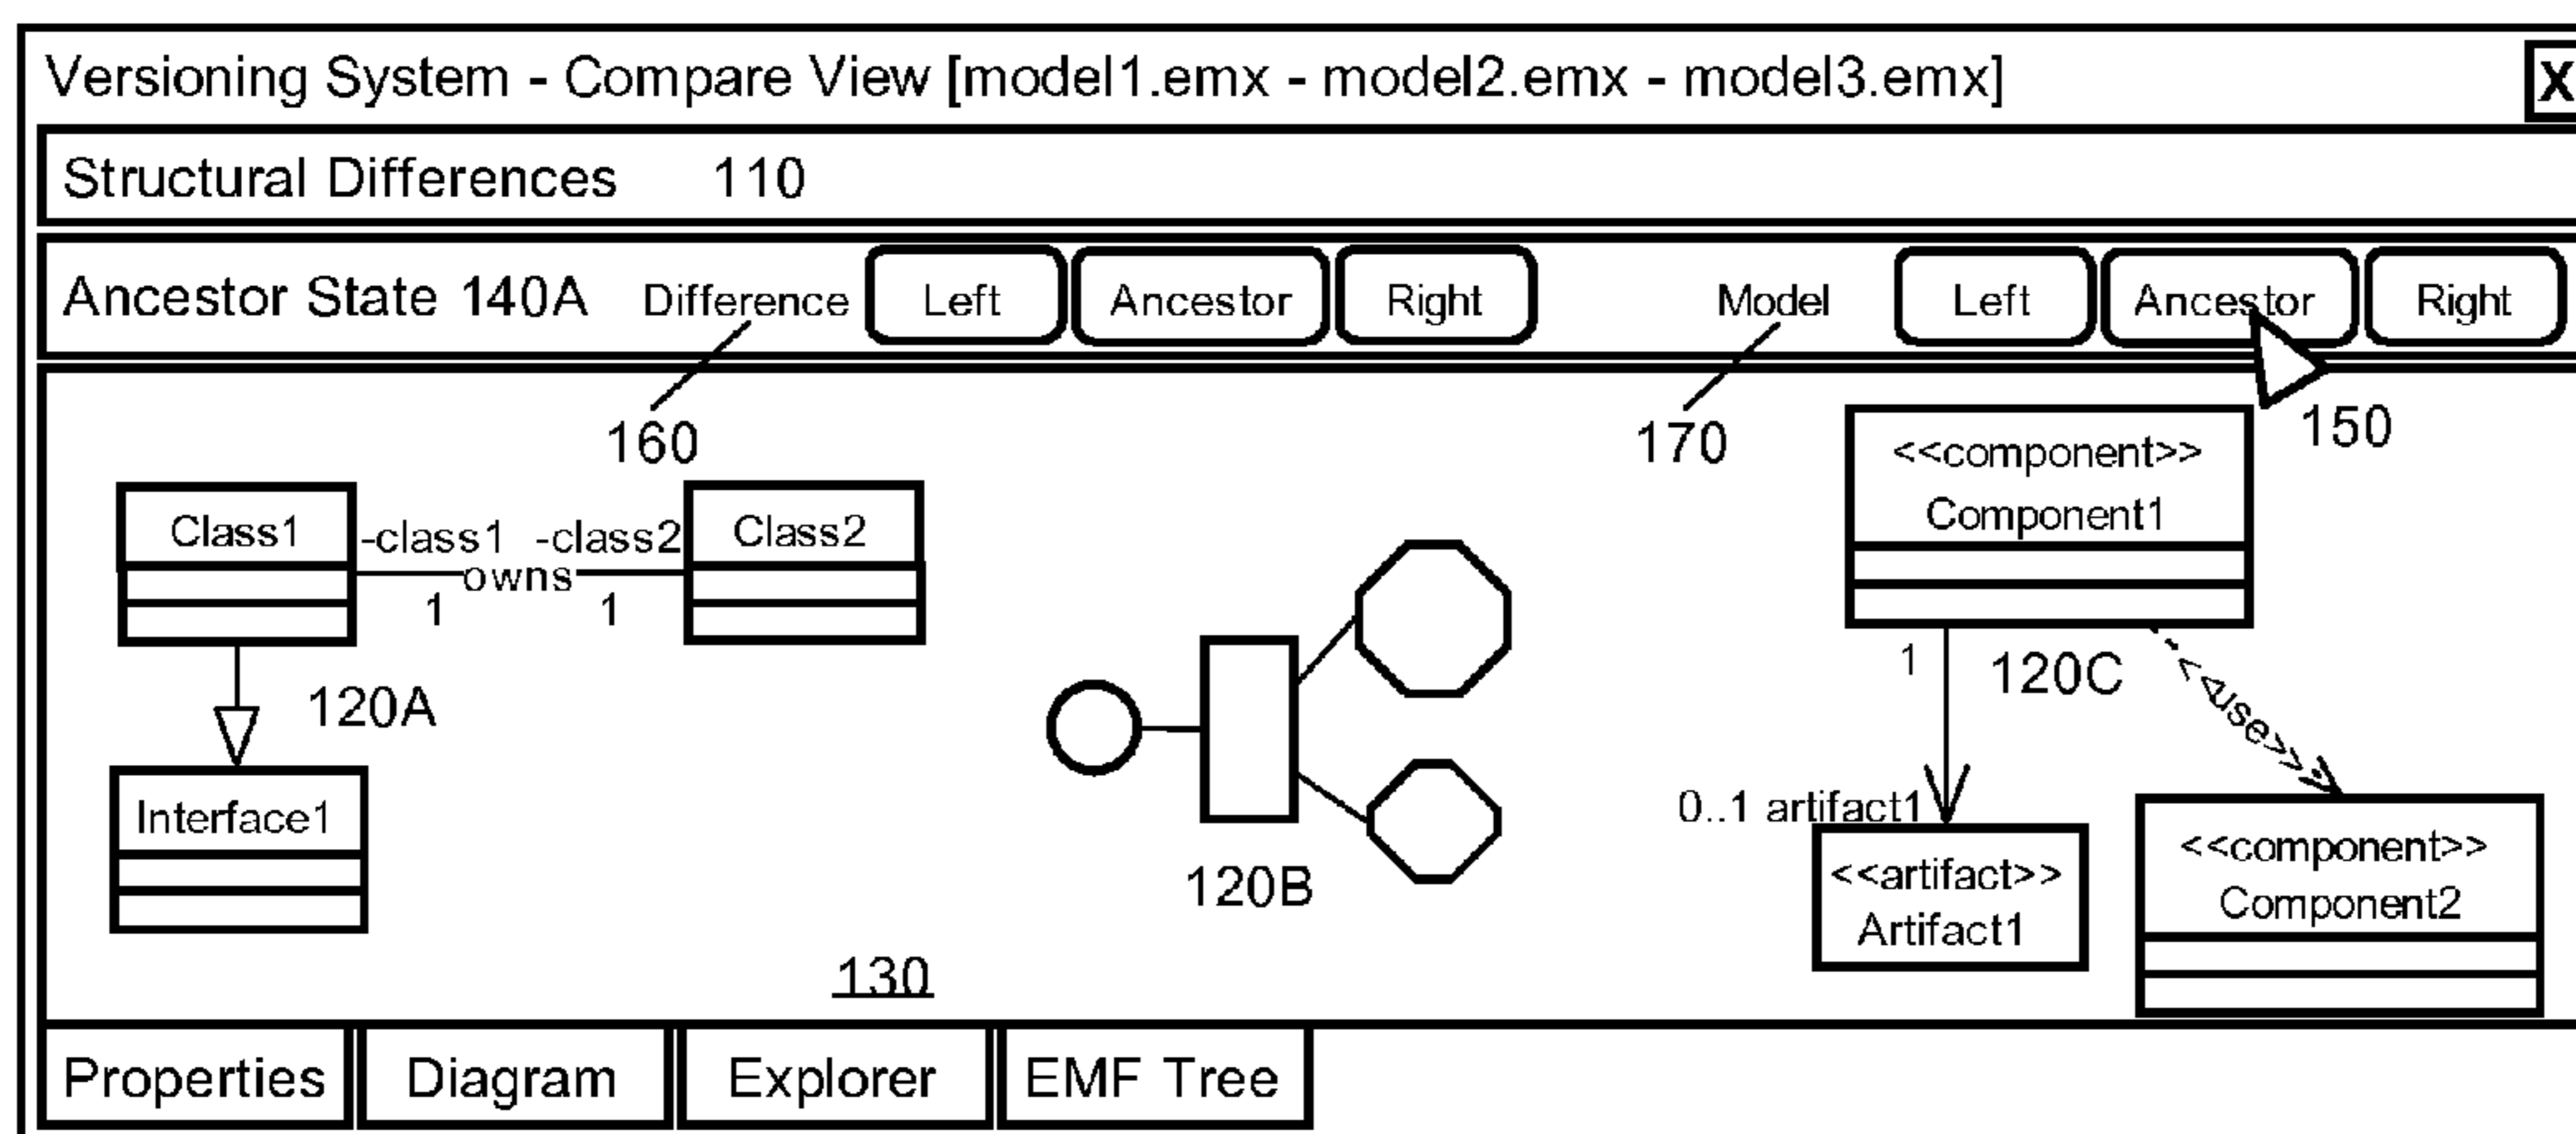 Versioning System - Compare View [model1.emx - model2.emx - model3.emx]
X
Structural Differences 110
Ancestor State 140A Difference Left Ancestor Right Model Left Ancestor Right
160
170
150
Class1
-class1 -class2
owns
1 1
Class2
120A
Interface1
120B
<<component>>
Component1
1
120C
<<use>>
0..1 artifact1
<<artifact>>
Artifact1
<<component>>
Component2
130
Properties Diagram Explorer EMF Tree